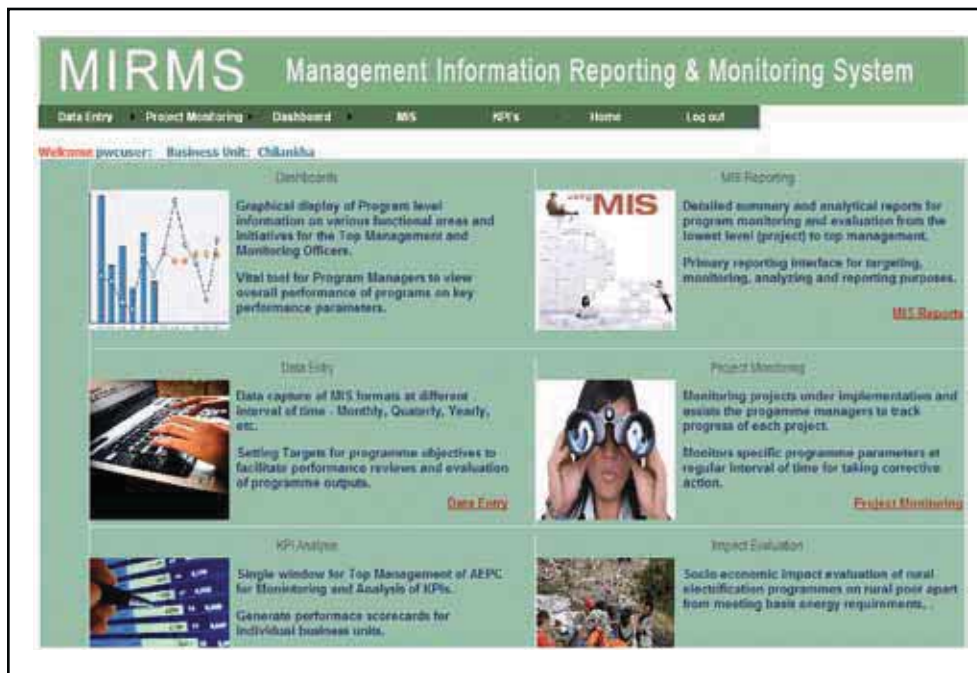 MIRMS Management Information Reporting & Monitoring System
Data Entry Project Monitoring Dashboard MIS KPI's Home Log out
Welcome pwcuser: Business Unit: Chilankha
Dashboards
Graphical display of Program level
information on various functional areas and
initiatives for the Top Management and
Monitoring Officers.
Vital tool for Program Managers to view
overall performance of programs on key
performance parameters.
MIS Reporting
MIS
Detailed summary and analytical reports for
program monitoring and evaluation from the
lowest level (project) to top management.
Primary reporting interface for targeting,
monitoring, analyzing and reporting purposes.
MIS Reports
Data Entry
Data capture of MIS formats at different
interval of time - Monthly, Quaterly, Yearly,
etc.
Setting Targets for programme objectives to
facilitate performance reviews and evaluation
of programme outputs.
Data Entry
Project Monitoring
Monitoring projects under implementation and
assists the progamme managers to track
progress of each project.
Monitors specific programme parameters at
regular interval of time for taking corrective
action.
Project Monitoring
KPI Analysis
Single window for Top Management of AEPC
for Monitoring and Analysis of KPIs.
Generate performace scorecards for
individual business units.
Impact Evaluation
Socio economic impact evaluation of rural
electrification programmes on rural poor apart
from meeting basis energy requirements. .